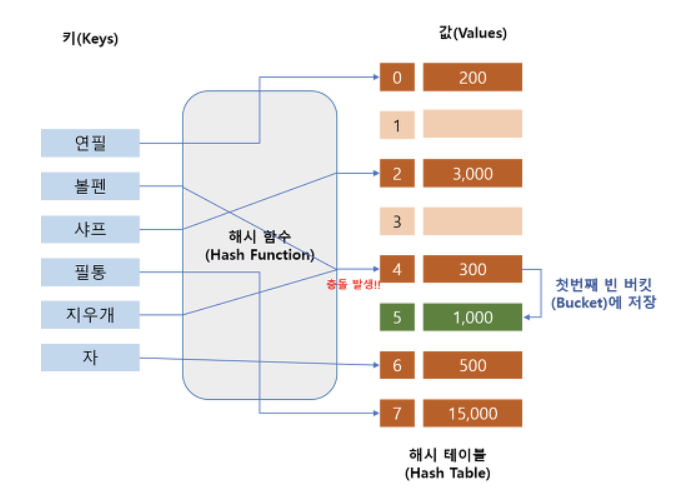 키(Keys)
값(Values)
연필
볼펜
샤프
필통
지우개
자
해시 함수
(Hash Function)
충돌 발생!!
0 200
1
2 3,000
3
4 300
5 1,000
6 500
7 15,000
첫번째 빈 버킷
(Bucket)에 저장
해시 테이블
(Hash Table)